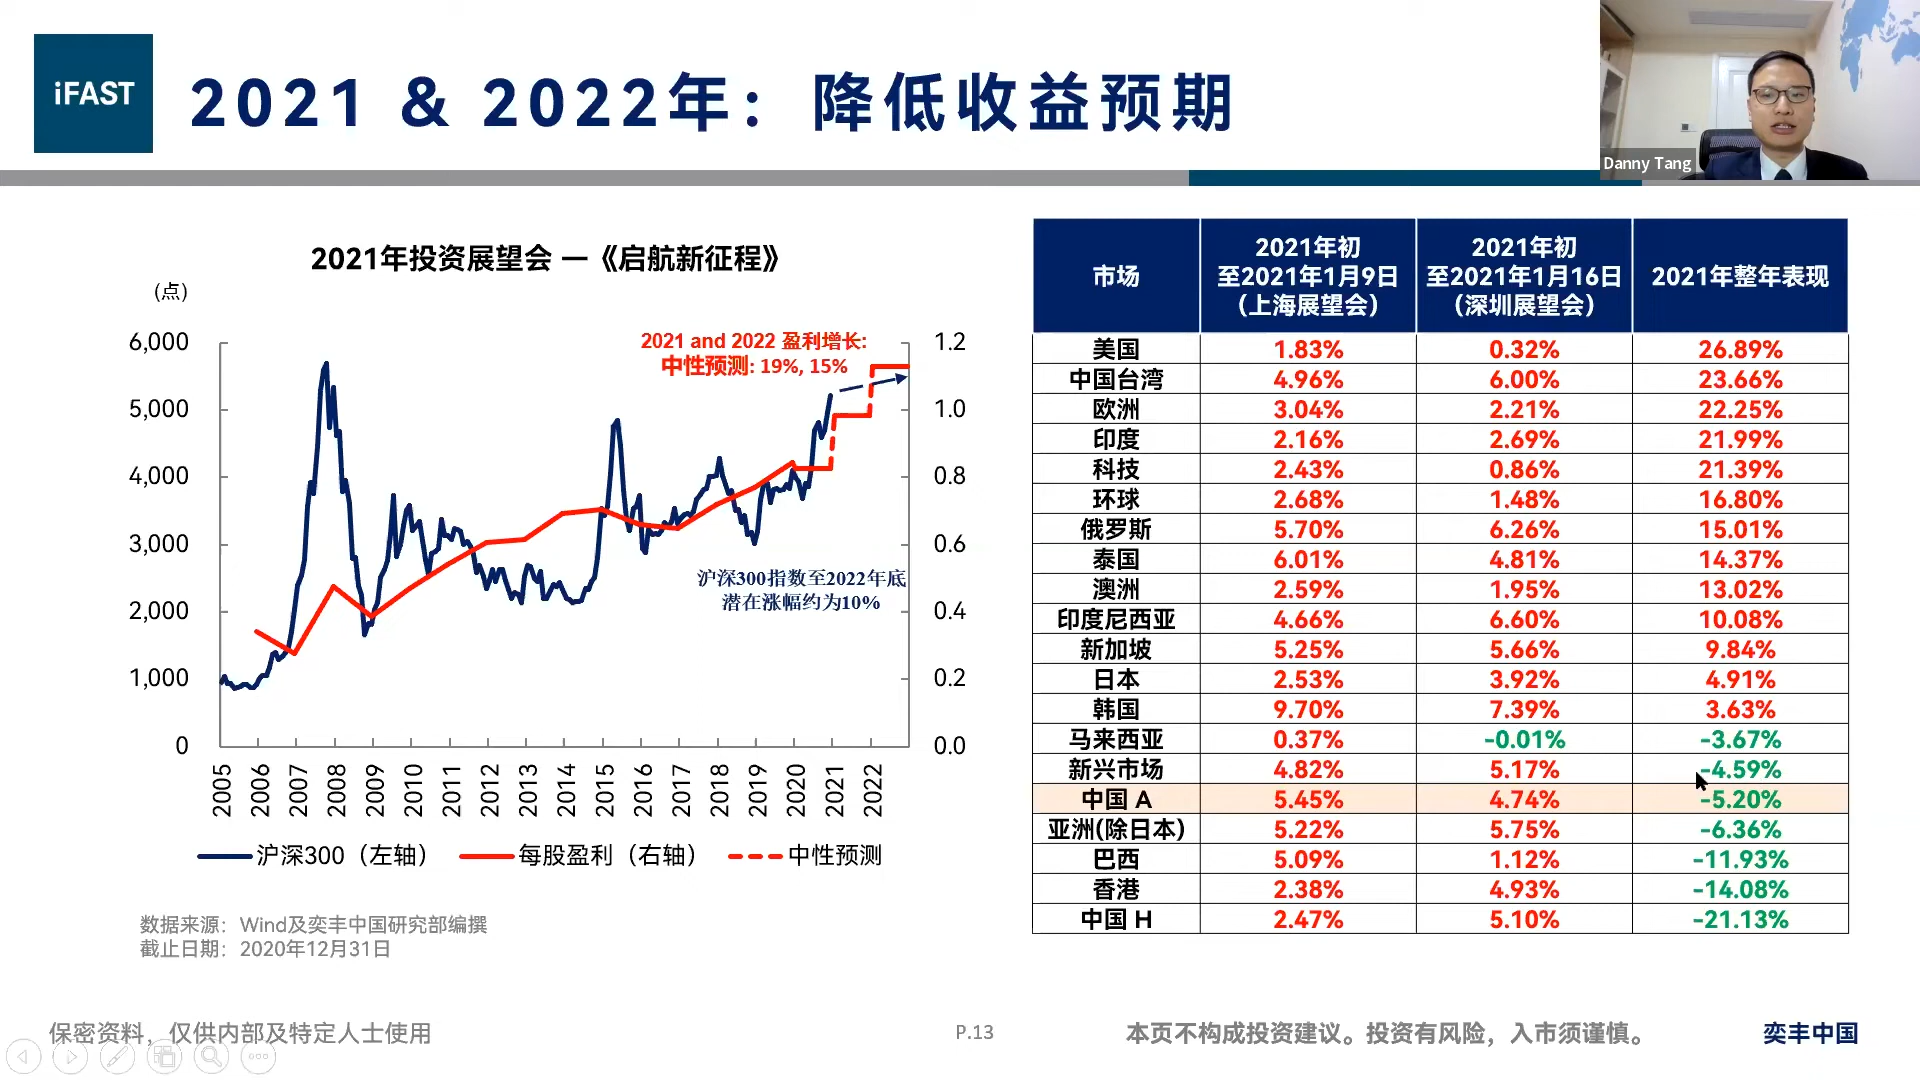 iFAST
2021 & 2022年：降低收益预期
Danny Tang
2021年投资展望会 —《启航新征程》
(点)
6,000
5,000
4,000
3,000
2,000
1,000
0
1.2
1.0
0.8
0.6
0.4
0.2
0.0
2021 and 2022 盈利增长:
中性预测: 19%, 15%
沪深300指数至2022年底
潜在涨幅约为10%
2005 2006 2007 2008 2009 2010 2011 2012 2013 2014 2015 2016 2017 2018 2019 2020 2021 2022
沪深300（左轴） 每股盈利（右轴） 中性预测
数据来源：Wind及奕丰中国研究部编撰
截止日期：2020年12月31日
市场 2021年初至2021年1月9日（上海展望会） 2021年初至2021年1月16日（深圳展望会） 2021年整年表现
美国 1.83% 0.32% 26.89%
中国台湾 4.96% 6.00% 23.66%
欧洲 3.04% 2.21% 22.25%
印度 2.16% 2.69% 21.99%
科技 2.43% 0.86% 21.39%
环球 2.68% 1.48% 16.80%
俄罗斯 5.70% 6.26% 15.01%
泰国 6.01% 4.81% 14.37%
澳洲 2.59% 1.95% 13.02%
印度尼西亚 4.66% 6.60% 10.08%
新加坡 5.25% 5.66% 9.84%
日本 2.53% 3.92% 4.91%
韩国 9.70% 7.39% 3.63%
马来西亚 0.37% -0.01% -3.67%
新兴市场 4.82% 5.17% -4.59%
中国 A 5.45% 4.74% -5.20%
亚洲(除日本) 5.22% 5.75% -6.36%
巴西 5.09% 1.12% -11.93%
香港 2.38% 4.93% -14.08%
中国 H 2.47% 5.10% -21.13%
保密资料，仅供内部及特定人士使用
P.13
本页不构成投资建议。投资有风险，入市须谨慎。
奕丰中国